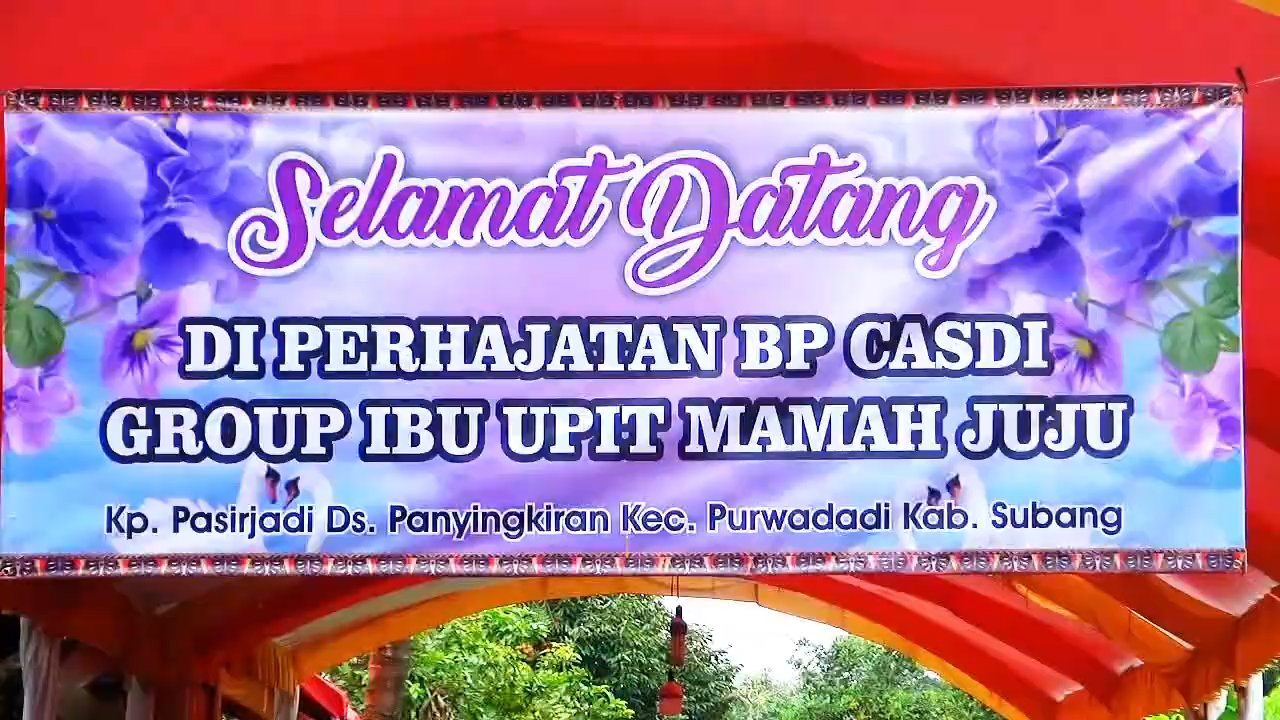 Selamat Datang
DI PERHAJATAN BP CASDI
GROUP IBU UPIT MAMAH JUJU
Kp. Pasirjadi Ds. Panyingkiran Kec. Purwadadi Kab. Subang